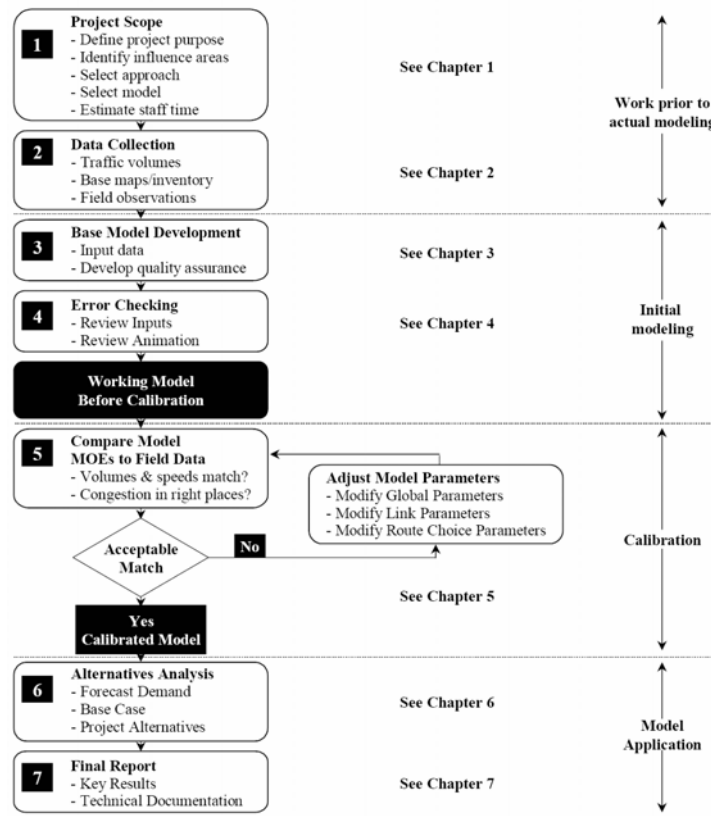 1
Project Scope
- Define project purpose
- Identify influence areas
- Select approach
- Select model
- Estimate staff time
See Chapter 1
Work prior to
actual modeling
2
Data Collection
- Traffic volumes
- Base maps/inventory
- Field observations
See Chapter 2
3
Base Model Development
- Input data
- Develop quality assurance
See Chapter 3
4
Error Checking
- Review Inputs
- Review Animation
See Chapter 4
Initial
modeling
Working Model
Before Calibration
5
Compare Model
MOEs to Field Data
- Volumes & speeds match?
- Congestion in right places?
Adjust Model Parameters
- Modify Global Parameters
- Modify Link Parameters
- Modify Route Choice Parameters
Acceptable
Match
No
Calibration
See Chapter 5
Yes
Calibrated Model
6
Alternatives Analysis
- Forecast Demand
- Base Case
- Project Alternatives
See Chapter 6
Model
Application
7
Final Report
- Key Results
- Technical Documentation
See Chapter 7